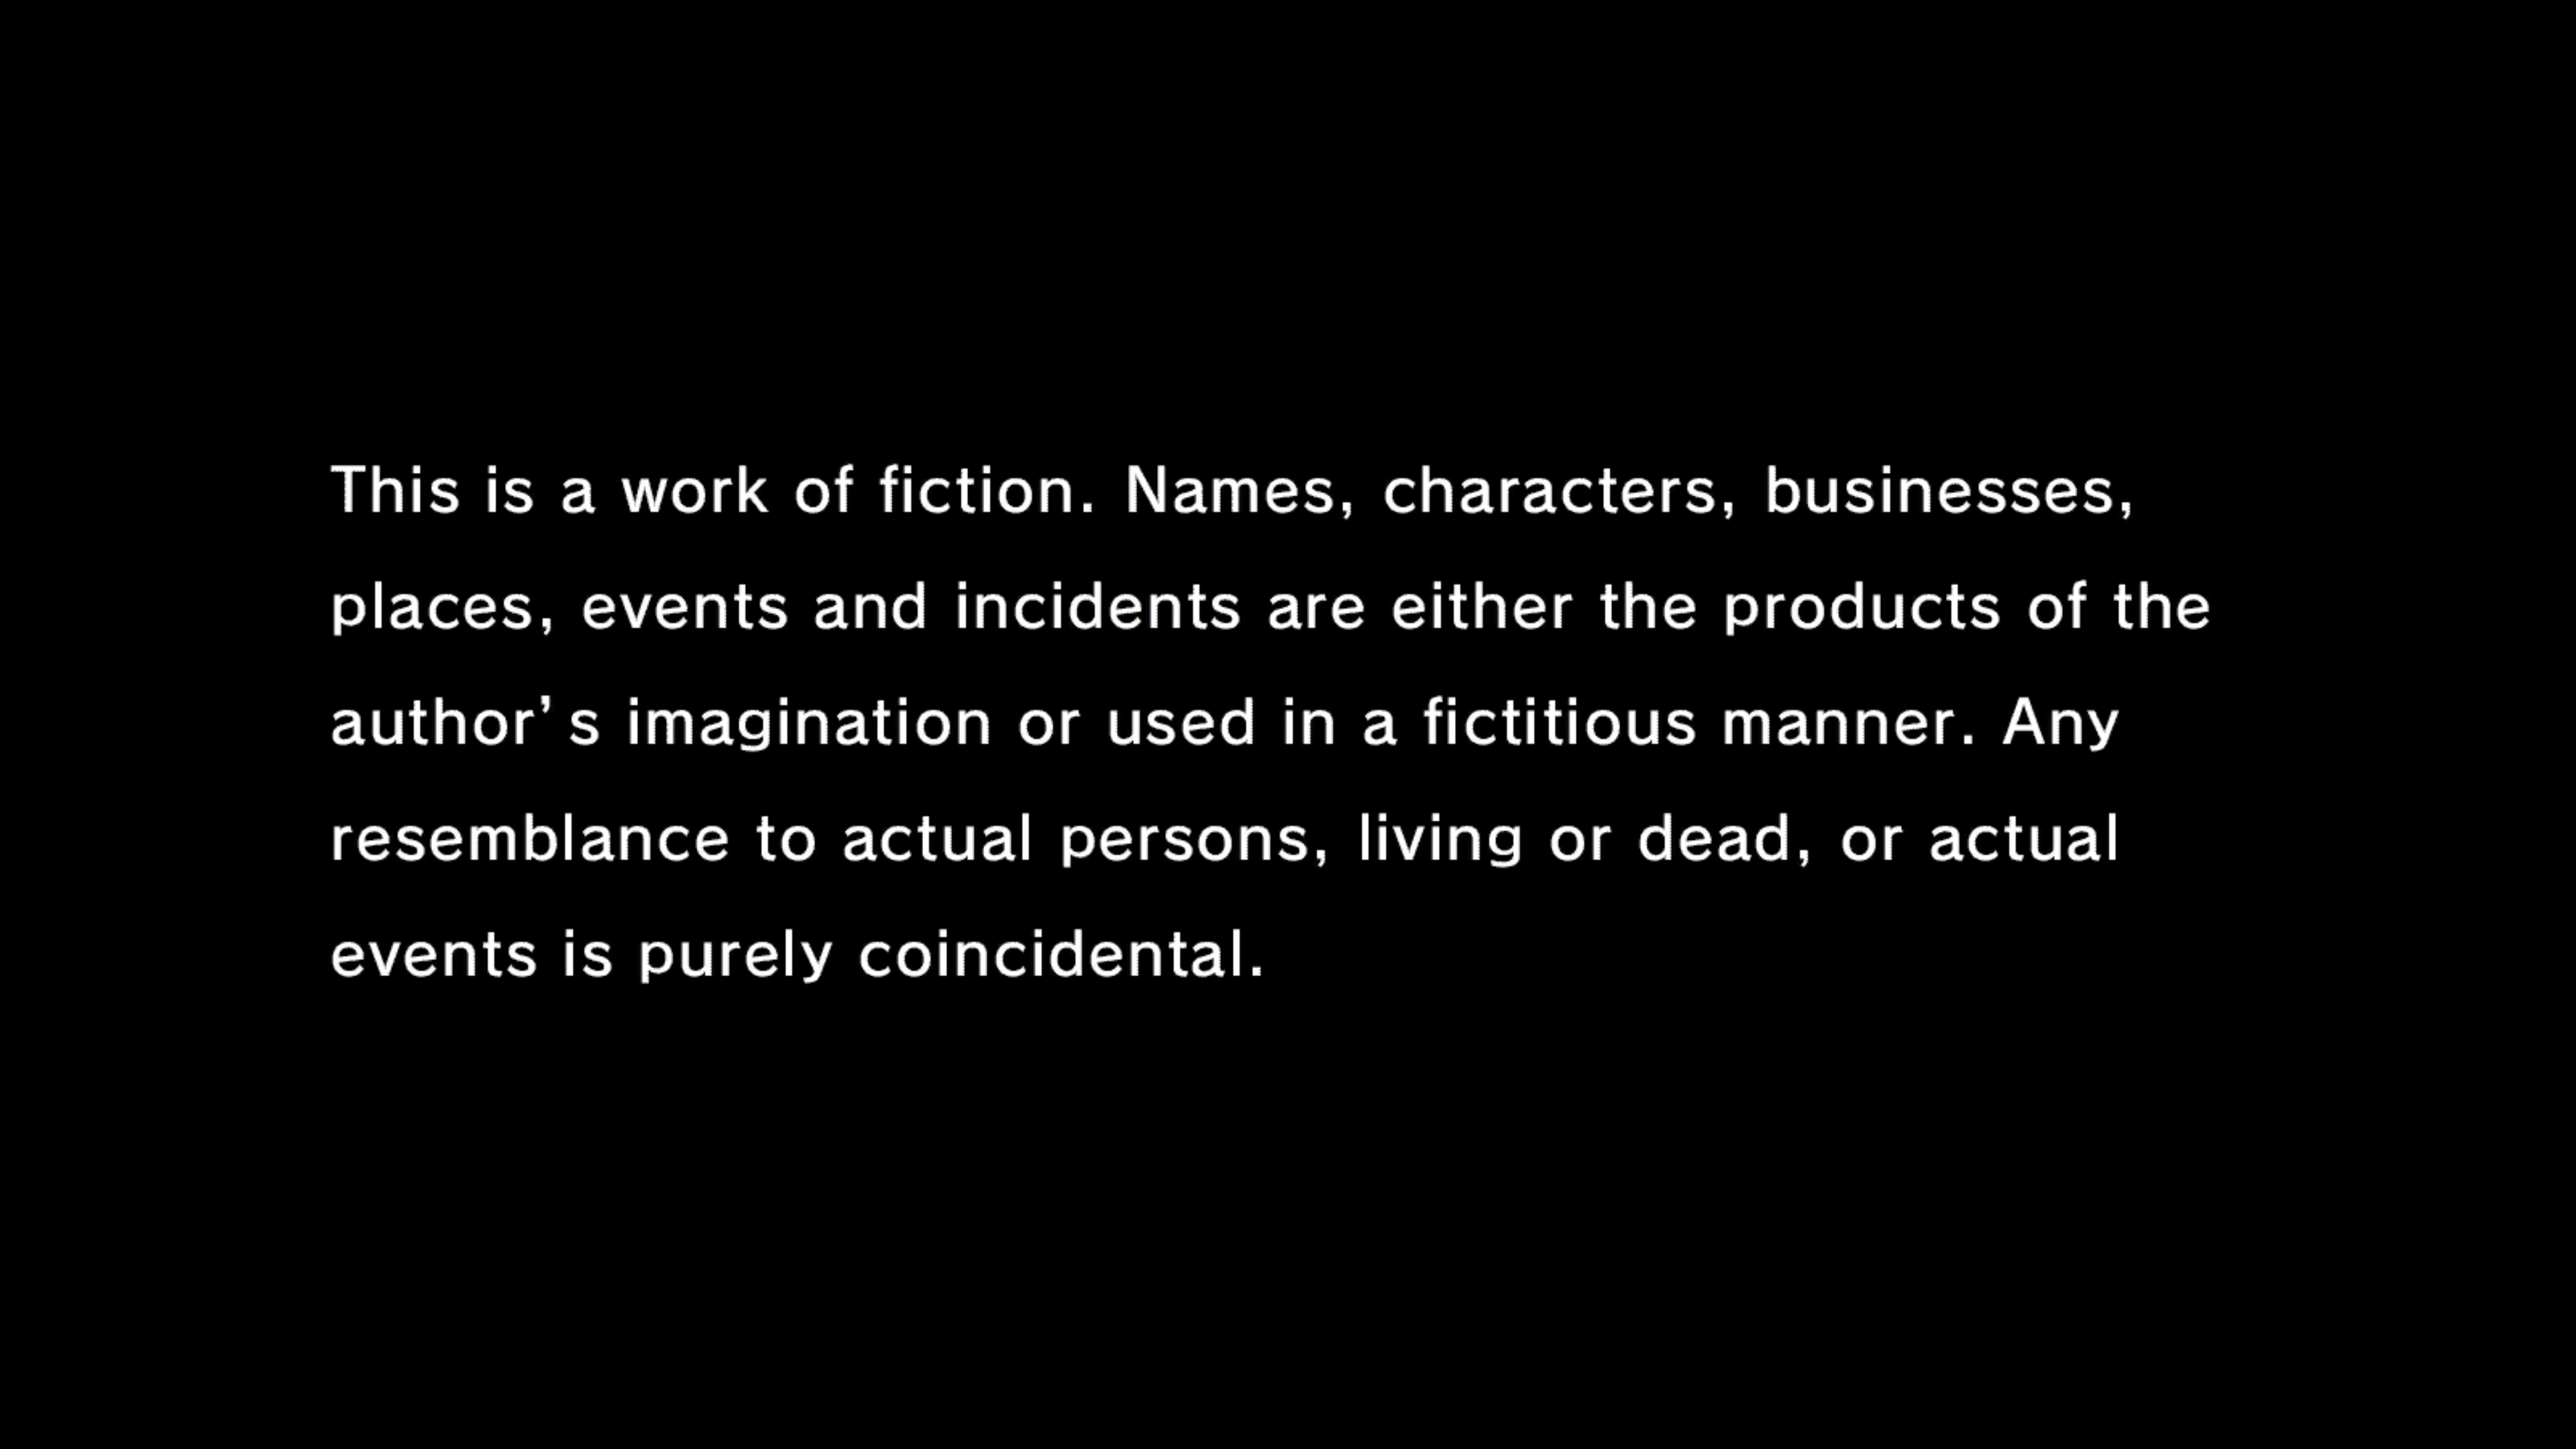 This is a work of fiction. Names, characters, businesses,
places, events and incidents are either the products of the
author’s imagination or used in a fictitious manner. Any
resemblance to actual persons, living or dead, or actual
events is purely coincidental.